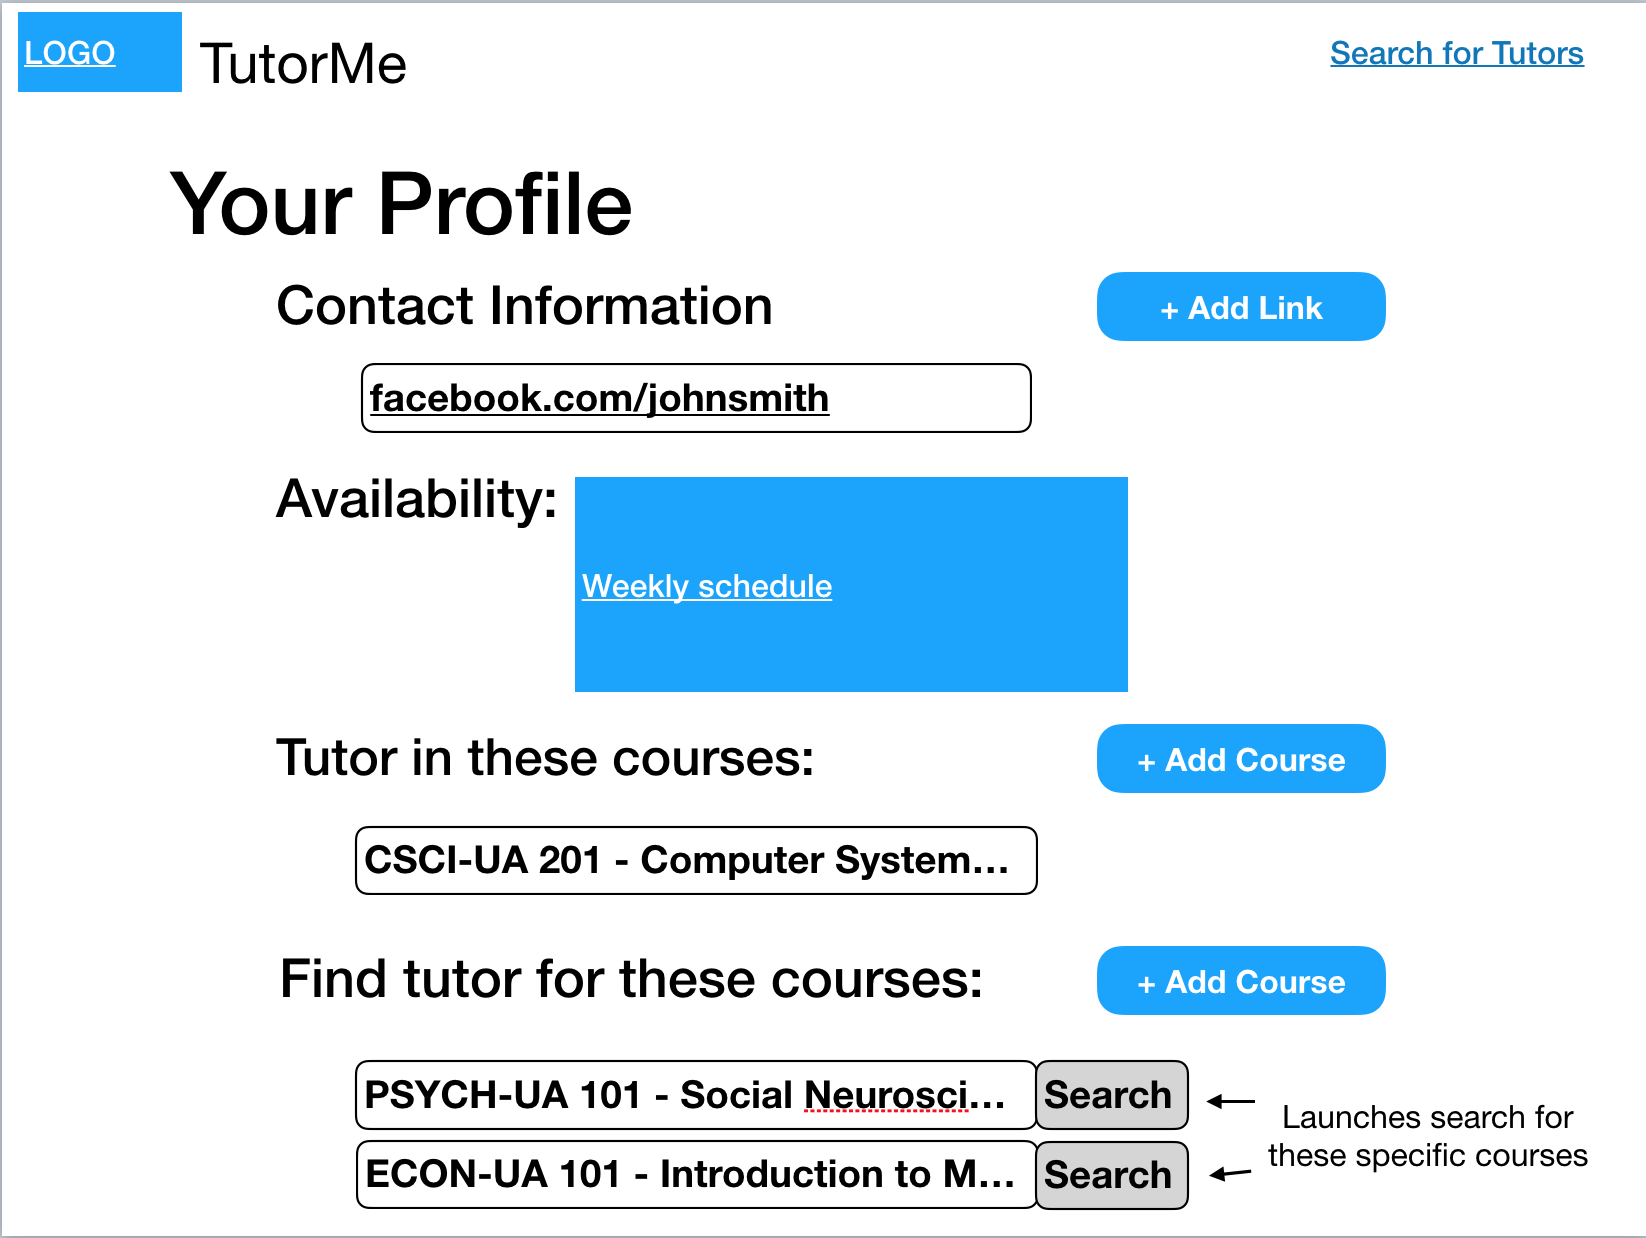 LOGO
TutorMe
Search for Tutors
Your Profile
Contact Information
+ Add Link
facebook.com/johnsmith
Availability:
Weekly schedule
Tutor in these courses:
+ Add Course
CSCI-UA 201 - Computer System...
Find tutor for these courses:
+ Add Course
PSYCH-UA 101 - Social Neurosci...
Search
ECON-UA 101 - Introduction to M...
Search
Launches search for
these specific courses